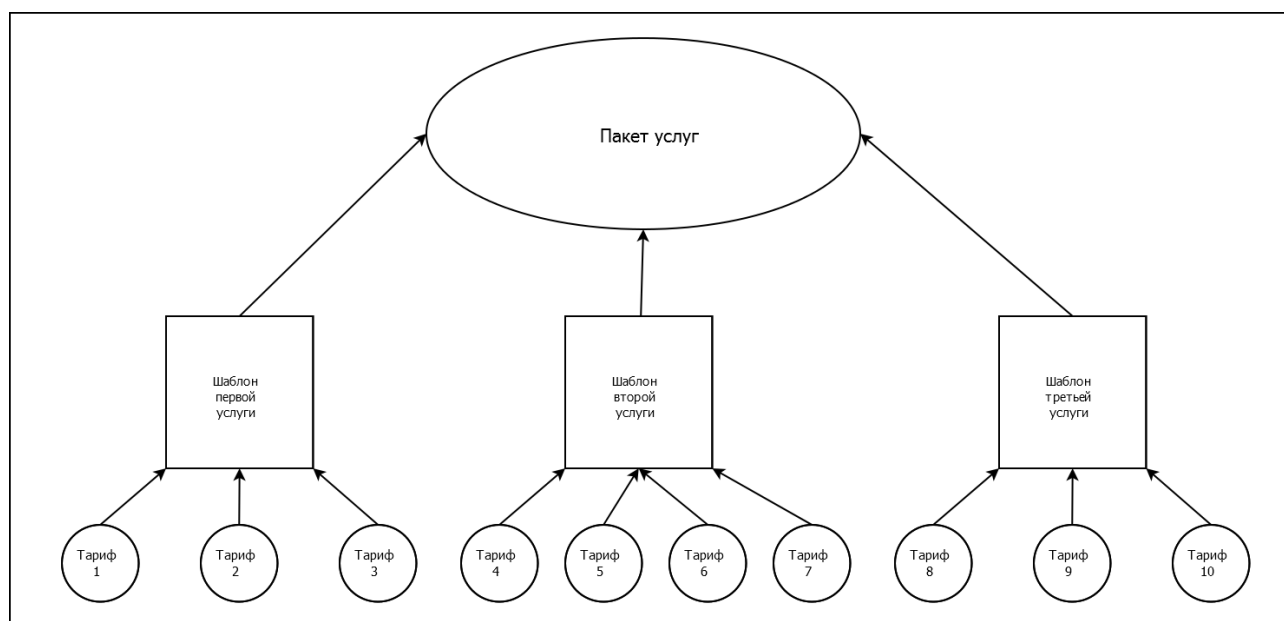 Пакет услуг
Шаблон
первой
услуги
Шаблон
второй
услуги
Шаблон
третьей
услуги
Тариф
1
Тариф
2
Тариф
3
Тариф
4
Тариф
5
Тариф
6
Тариф
7
Тариф
8
Тариф
9
Тариф
10